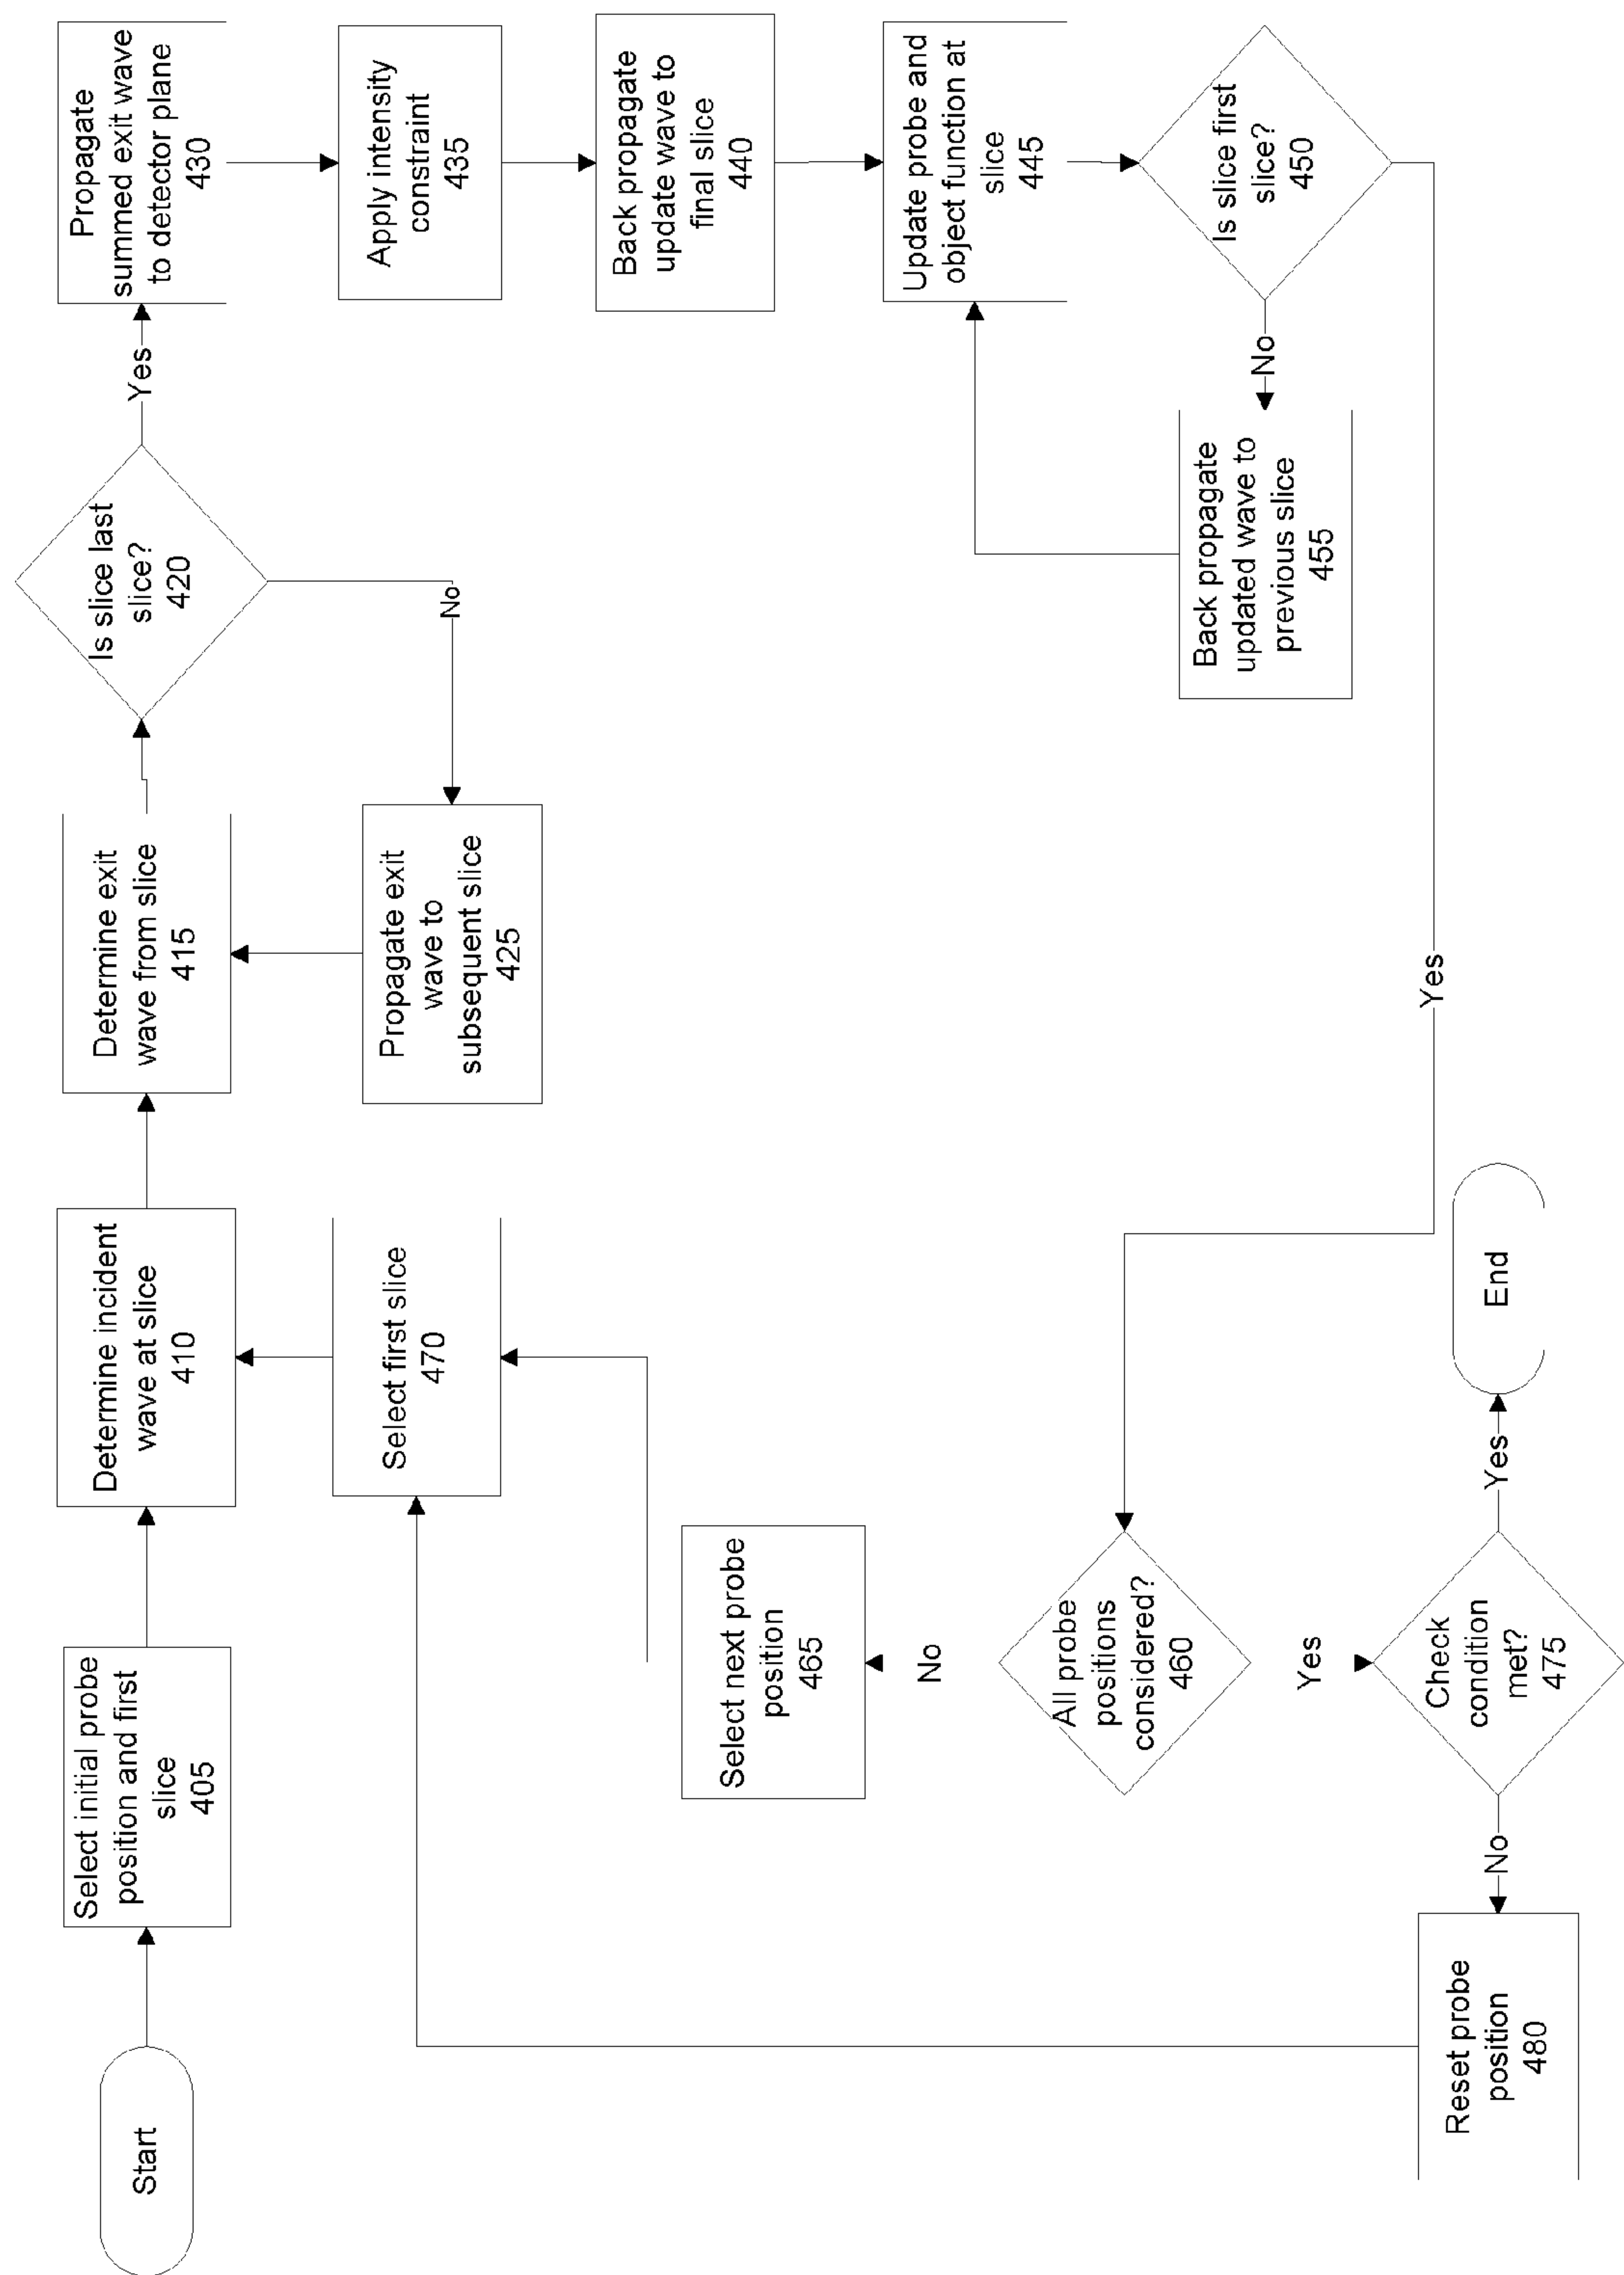 Start
Select initial probe
position and first
slice
405
Determine incident
wave at slice
410
Determine exit
wave from slice
415
Is slice last
slice?
420
Yes
No
Propagate exit
wave to
subsequent slice
425
Propagate
summed exit wave
to detector plane
430
Apply intensity
constraint
435
Back propagate
update wave to
final slice
440
Update probe and
object function at
slice
445
Is slice first
slice?
450
No
Back propagate
updated wave to
previous slice
455
Yes
All probe
positions
considered?
460
No
Select next probe
position
465
Select first slice
470
Yes
Check
condition
met?
475
Yes
End
No
Reset probe
position
480